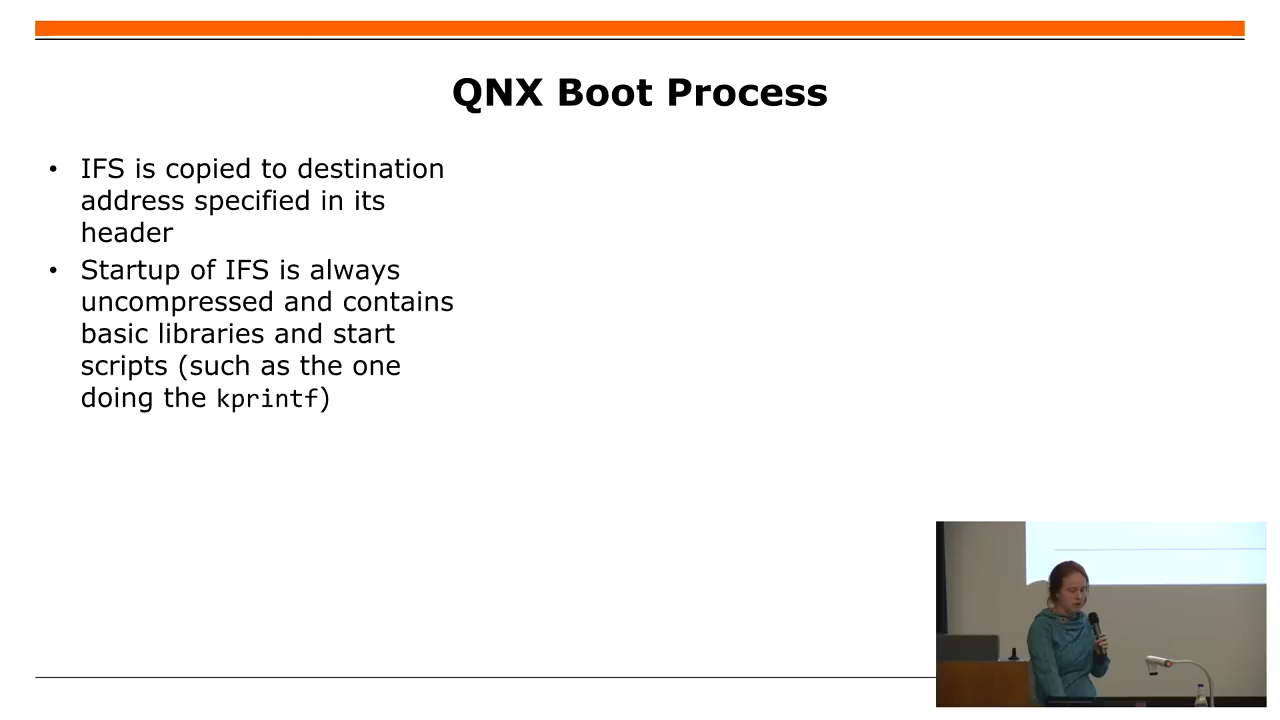 QNX Boot Process
• IFS is copied to destination
address specified in its
header
• Startup of IFS is always
uncompressed and contains
basic libraries and start
scripts (such as the one
doing the kprintf)